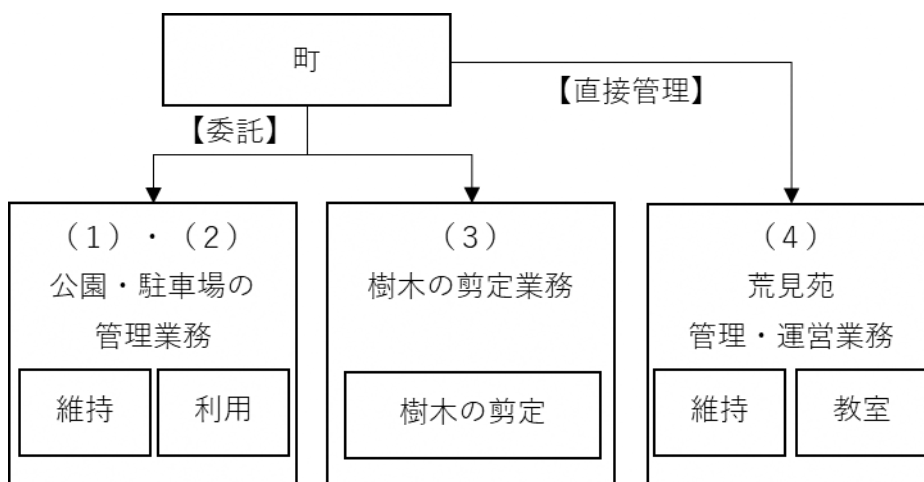 町
【直接管理】
【委託】
（1）・（2）
公園・駐車場の
管理業務
維持
利用
（3）
樹木の剪定業務
樹木の剪定
（4）
荒見苑
管理・運営業務
維持
教室